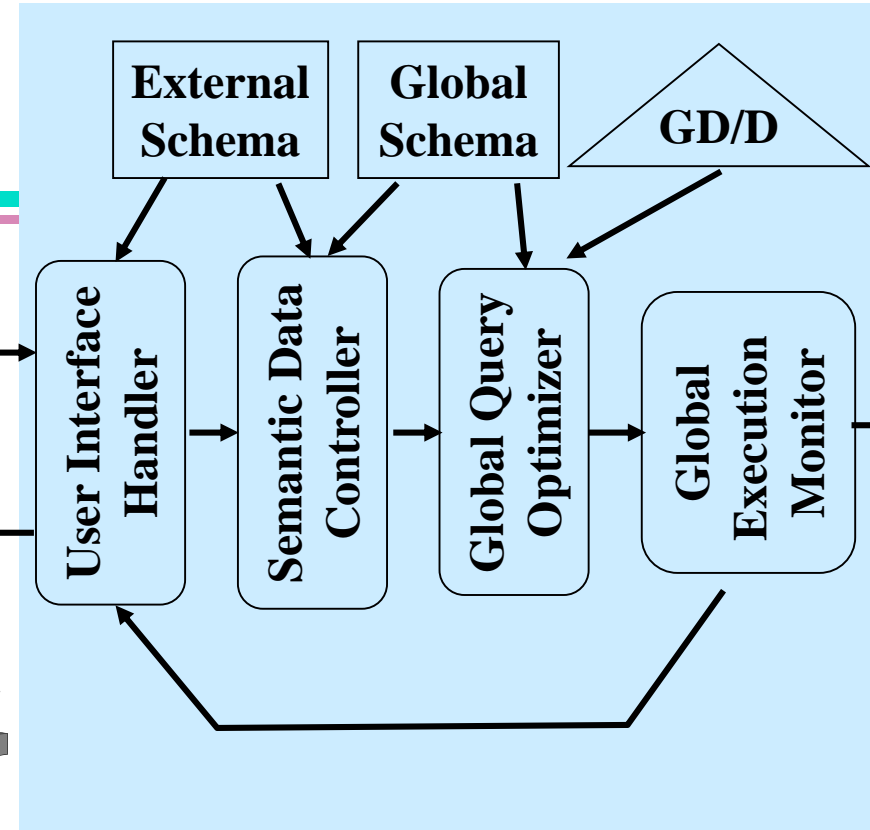 External
Schema
Global
Schema
GD/D
User Interface
Handler
Semantic Data
Controller
Global Query
Optimizer
Global
Execution
Monitor